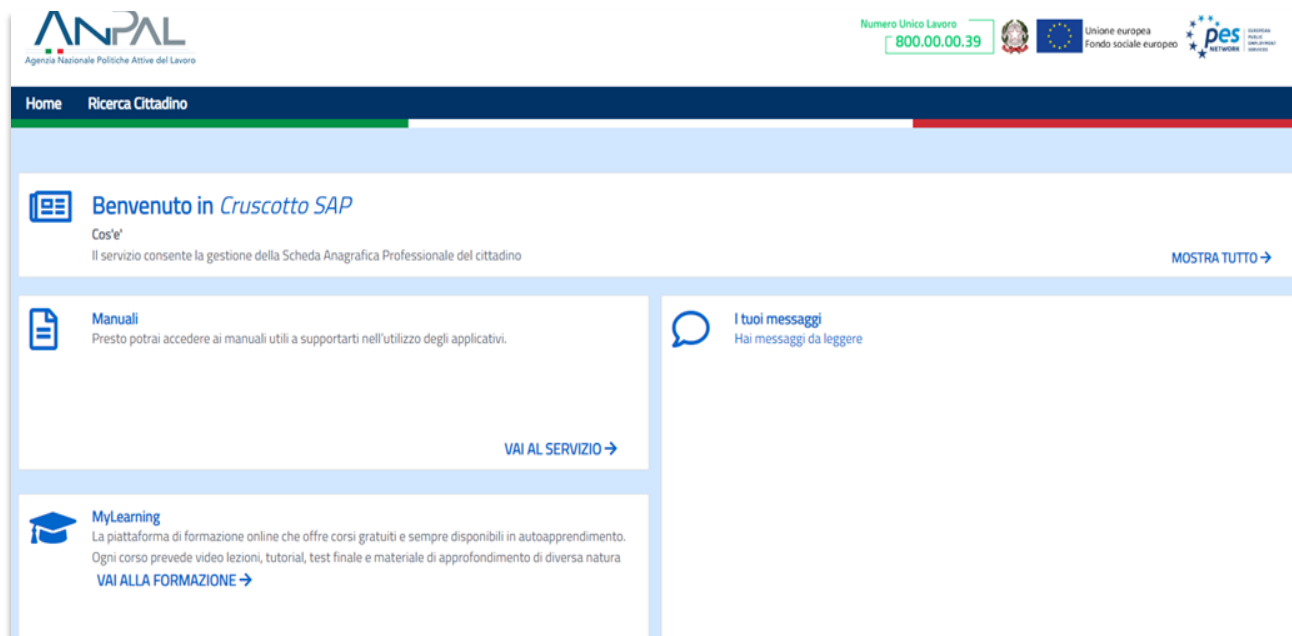 ANPAL
Agenzia Nazionale Politiche Attive del Lavoro
Numero Unico Lavoro
800.00.00.39
Unione europea
Fondo sociale europeo
pes
NETWORK
EUROPEAN
PUBLIC
EMPLOYMENT
SERVICES
Home Ricerca Cittadino
Benvenuto in Cruscotto SAP
Cos'e'
Il servizio consente la gestione della Scheda Anagrafica Professionale del cittadino
MOSTRA TUTTO →
Manuali
Presto potrai accedere ai manuali utili a supportarti nell'utilizzo degli applicativi.
VAI AL SERVIZIO →
I tuoi messaggi
Hai messaggi da leggere
MyLearning
La piattaforma di formazione online che offre corsi gratuiti e sempre disponibili in autoapprendimento.
Ogni corso prevede video lezioni, tutorial, test finale e materiale di approfondimento di diversa natura
VAI ALLA FORMAZIONE →